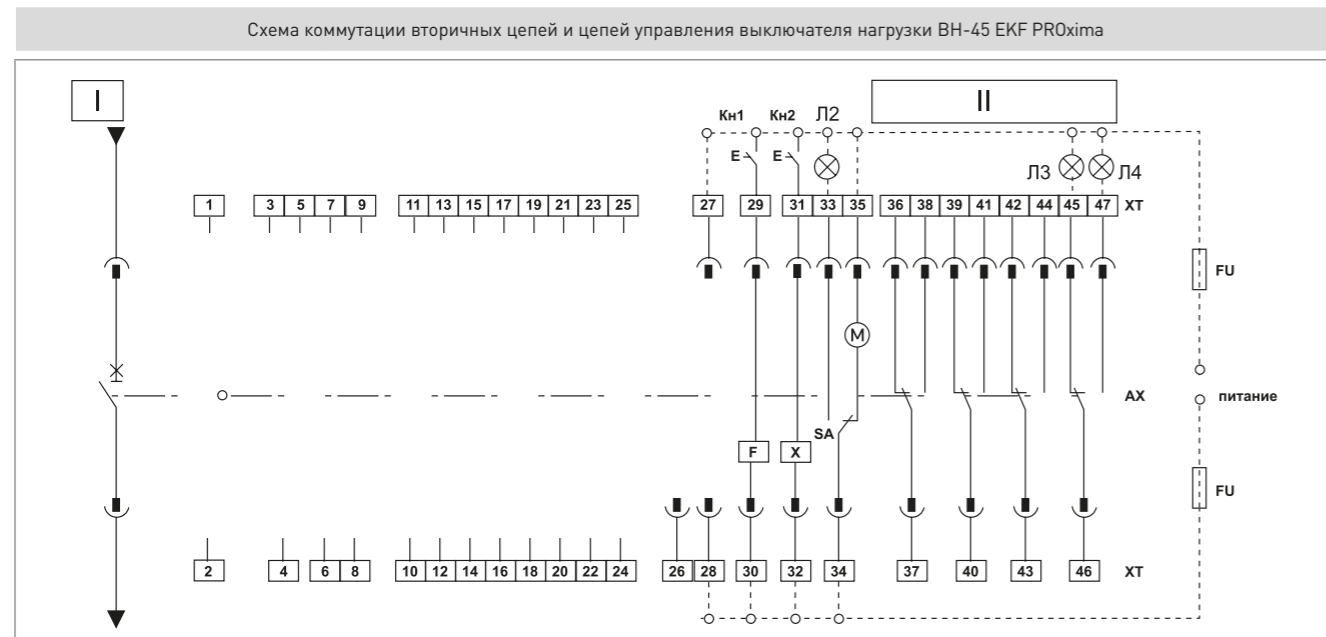 Схема коммутации вторичных цепей и цепей управления выключателя нагрузки ВН-45 EKF PROxima
I
II
Кн1 Кн2 Л2
E E
Л3 Л4
1 3 5 7 9 11 13 15 17 19 21 23 25 27 29 31 33 35 36 38 39 41 42 44 45 47 XT
FU
M
AX
питание
SA
F X
FU
2 4 6 8 10 12 14 16 18 20 22 24 26 28 30 32 34 37 40 43 46 XT